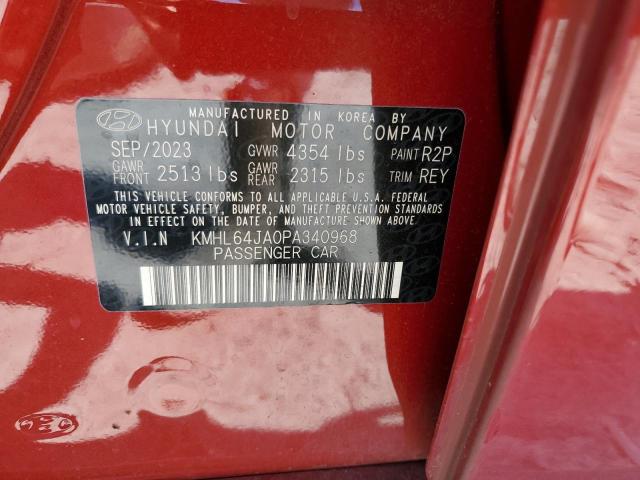 MANUFACTURED IN KOREA BY
HYUNDAI MOTOR COMPANY
SEP/2023 GVWR 4354 lbs PAINT R2P
GAWR FRONT 2513 lbs GAWR REAR 2315 lbs TRIM REY
THIS VEHICLE CONFORMS TO ALL APPLICABLE U.S.A. FEDERAL
MOTOR VEHICLE SAFETY, BUMPER, AND THEFT PREVENTION STANDARDS
IN EFFECT ON THE DATE OF MANUFACTURE SHOWN ABOVE.
V.I.N KMHL64JA0PA340968
PASSENGER CAR